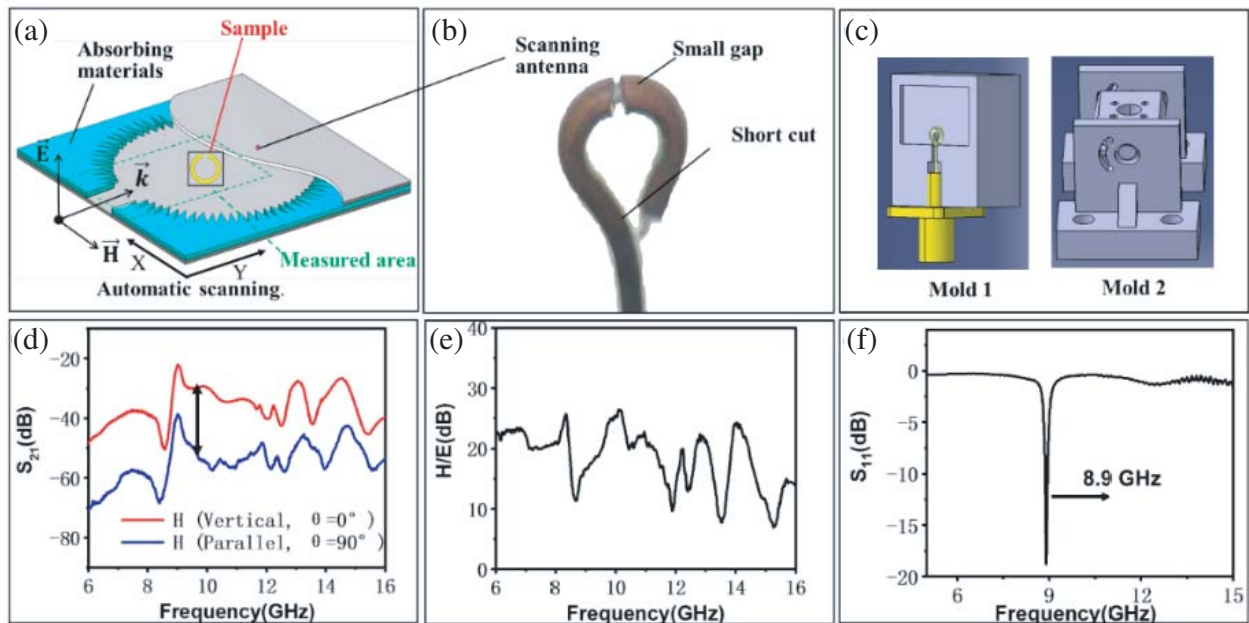 (a)
Sample
Absorbing
materials
Scanning
antenna
E
k
H
X
Y
Measured area
Automatic scanning.
(b)
Small gap
Short cut
(c)
Mold 1
Mold 2
(d)
−20
−40
−60
−80
S21(dB)
H (Vertical, θ=0°)
H (Parallel, θ=90°)
6 8 10 12 14 16
Frequency(GHz)
(e)
40
30
20
10
0
H/E(dB)
6 8 10 12 14 16
Frequency(GHz)
(f)
0
−5
−10
−15
−20
S11(dB)
8.9 GHz
6 9 12 15
Frequency(GHz)